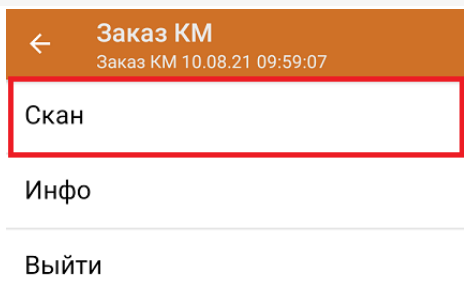 Заказ КМ
Заказ КМ 10.08.21 09:59:07
Скан
Инфо
Выйти